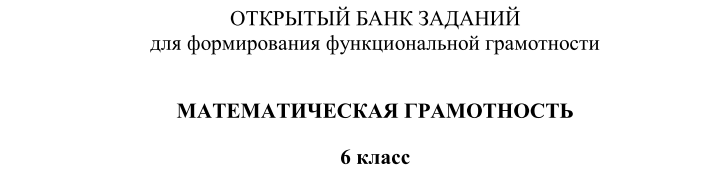 ОТКРЫТЫЙ БАНК ЗАДАНИЙ
для формирования функциональной грамотности
МАТЕМАТИЧЕСКАЯ ГРАМОТНОСТЬ
6 класс